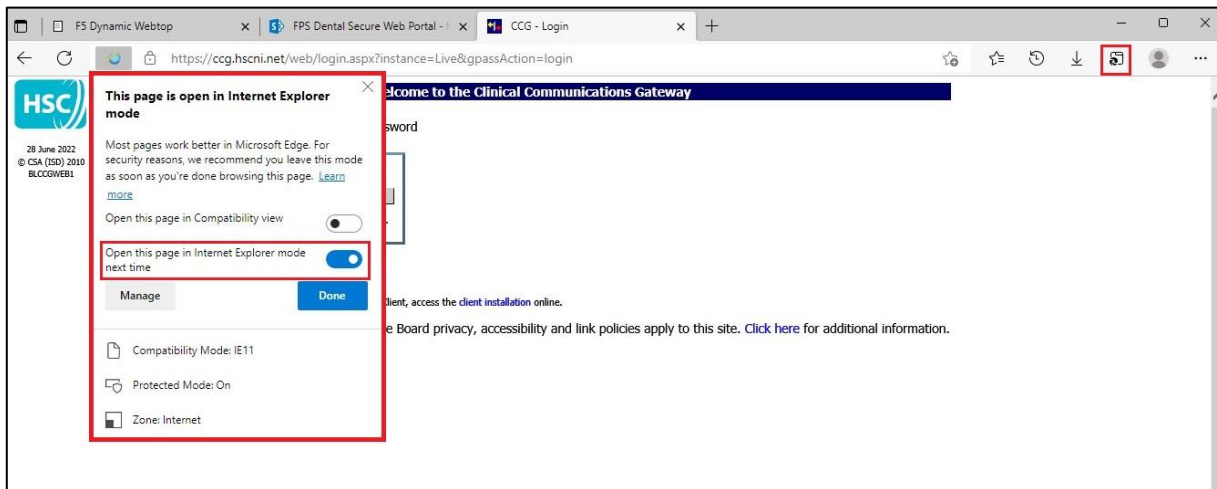 F5 Dynamic Webtop
FPS Dental Secure Web Portal -
CCG - Login
https://ccg.hscni.net/web/login.aspx?instance=Live&gpassAction=login
HSC
28 June 2022
© CSA (ISD) 2010
BLCCGWEB1
elcome to the Clinical Communications Gateway
sword
This page is open in Internet Explorer
mode
Most pages work better in Microsoft Edge. For
security reasons, we recommend you leave this mode
as soon as you're done browsing this page. Learn
more
Open this page in Compatibility view
Open this page in Internet Explorer mode
next time
Manage
Done
Compatibility Mode: IE11
Protected Mode: On
Zone: Internet
lient, access the client installation online.
e Board privacy, accessibility and link policies apply to this site. Click here for additional information.